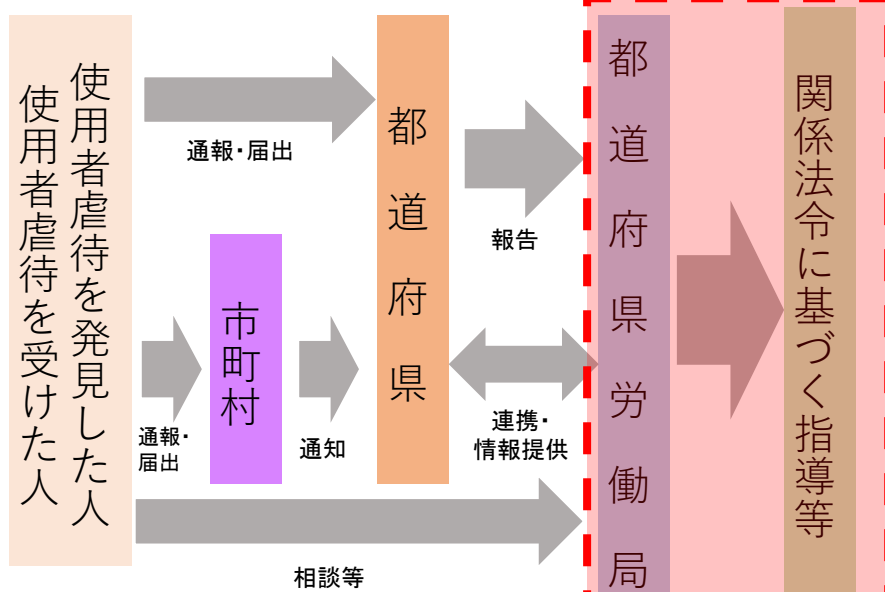 使用者虐待を発見した人
使用者虐待を受けた人
通報・届出
通報・
届出
市町村
通知
都道府県
報告
連携・
情報提供
相談等
都道府県労働局
関係法令に基づく指導等